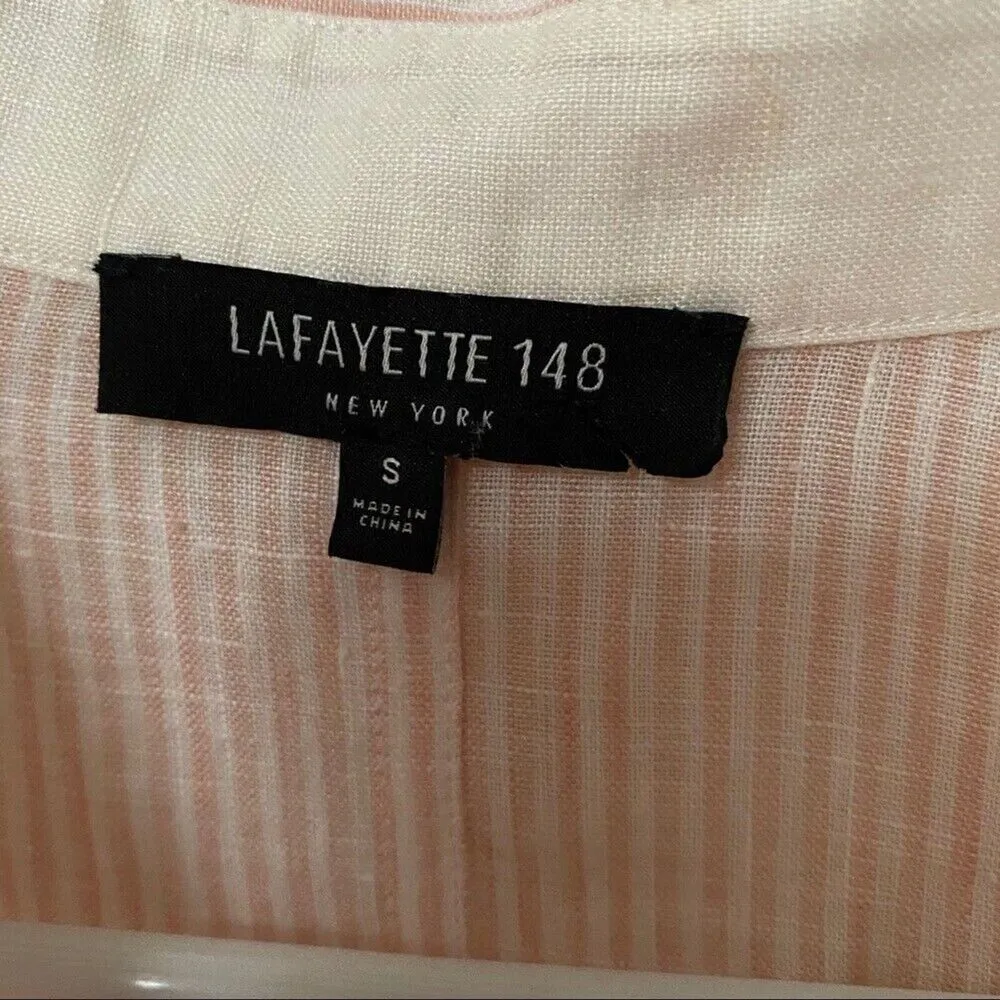 LAFAYETTE 148
NEW YORK
S
MADE IN
CHINA